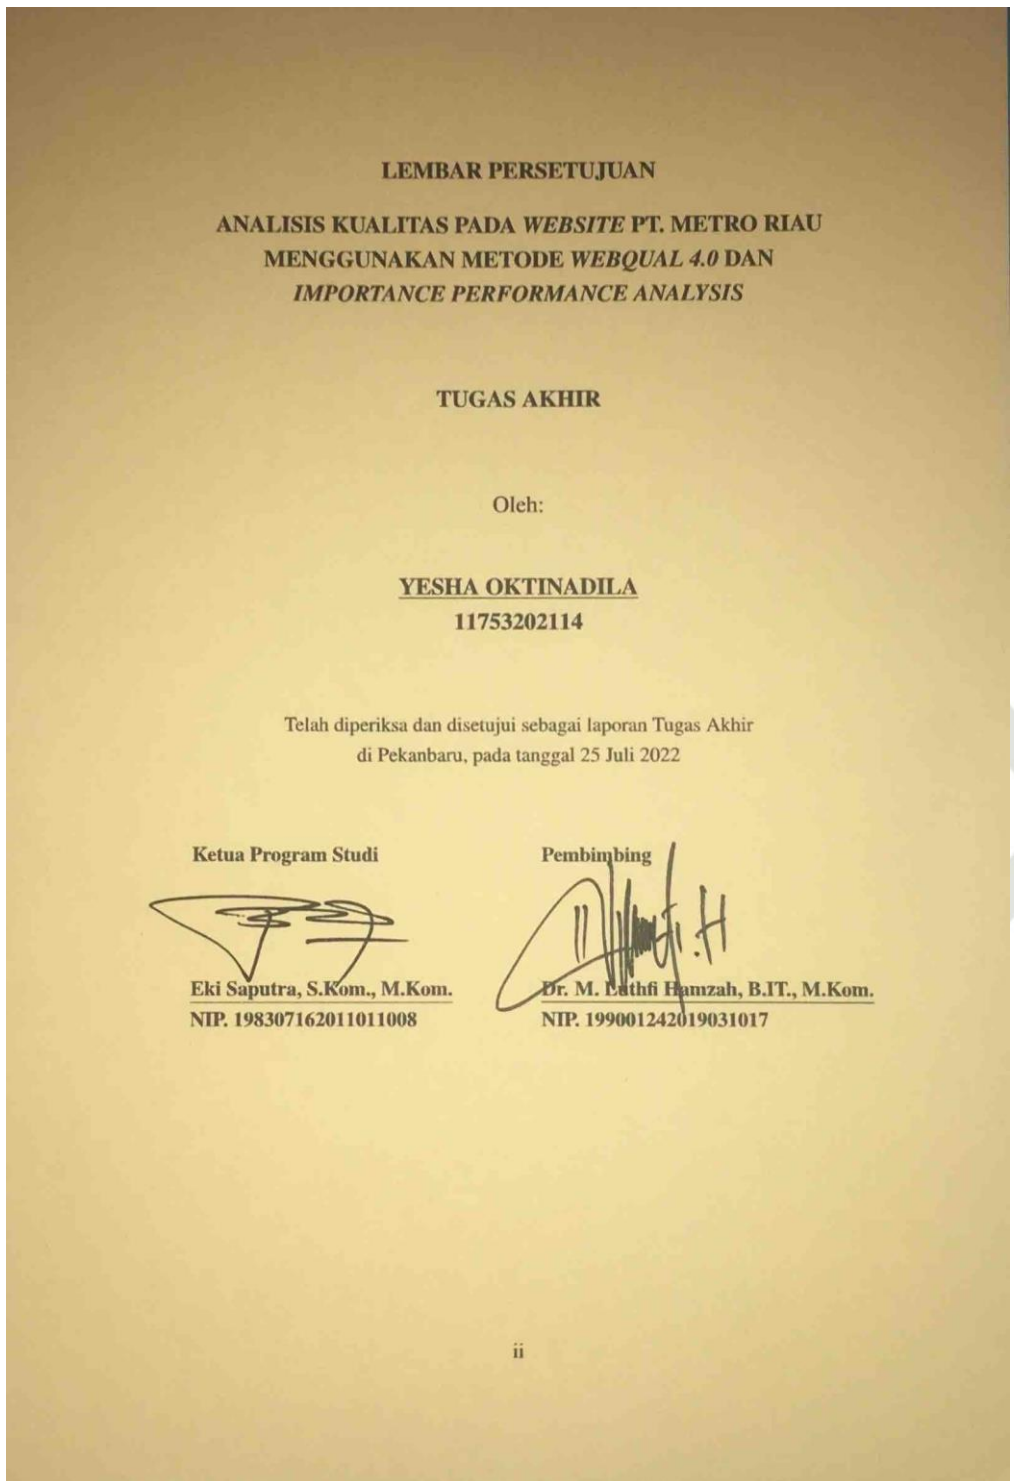 LEMBAR PERSETUJUAN
ANALISIS KUALITAS PADA WEBSITE PT. METRO RIAU
MENGGUNAKAN METODE WEBQUAL 4.0 DAN
IMPORTANCE PERFORMANCE ANALYSIS
TUGAS AKHIR
Oleh:
YESHA OKTINADILA
11753202114
Telah diperiksa dan disetujui sebagai laporan Tugas Akhir
di Pekanbaru, pada tanggal 25 Juli 2022
Ketua Program Studi
Eki Saputra, S.Kom., M.Kom.
NIP. 198307162011011008
Pembimbing
Dr. M. Luthfi Hamzah, B.IT., M.Kom.
NIP. 199001242019031017
ii